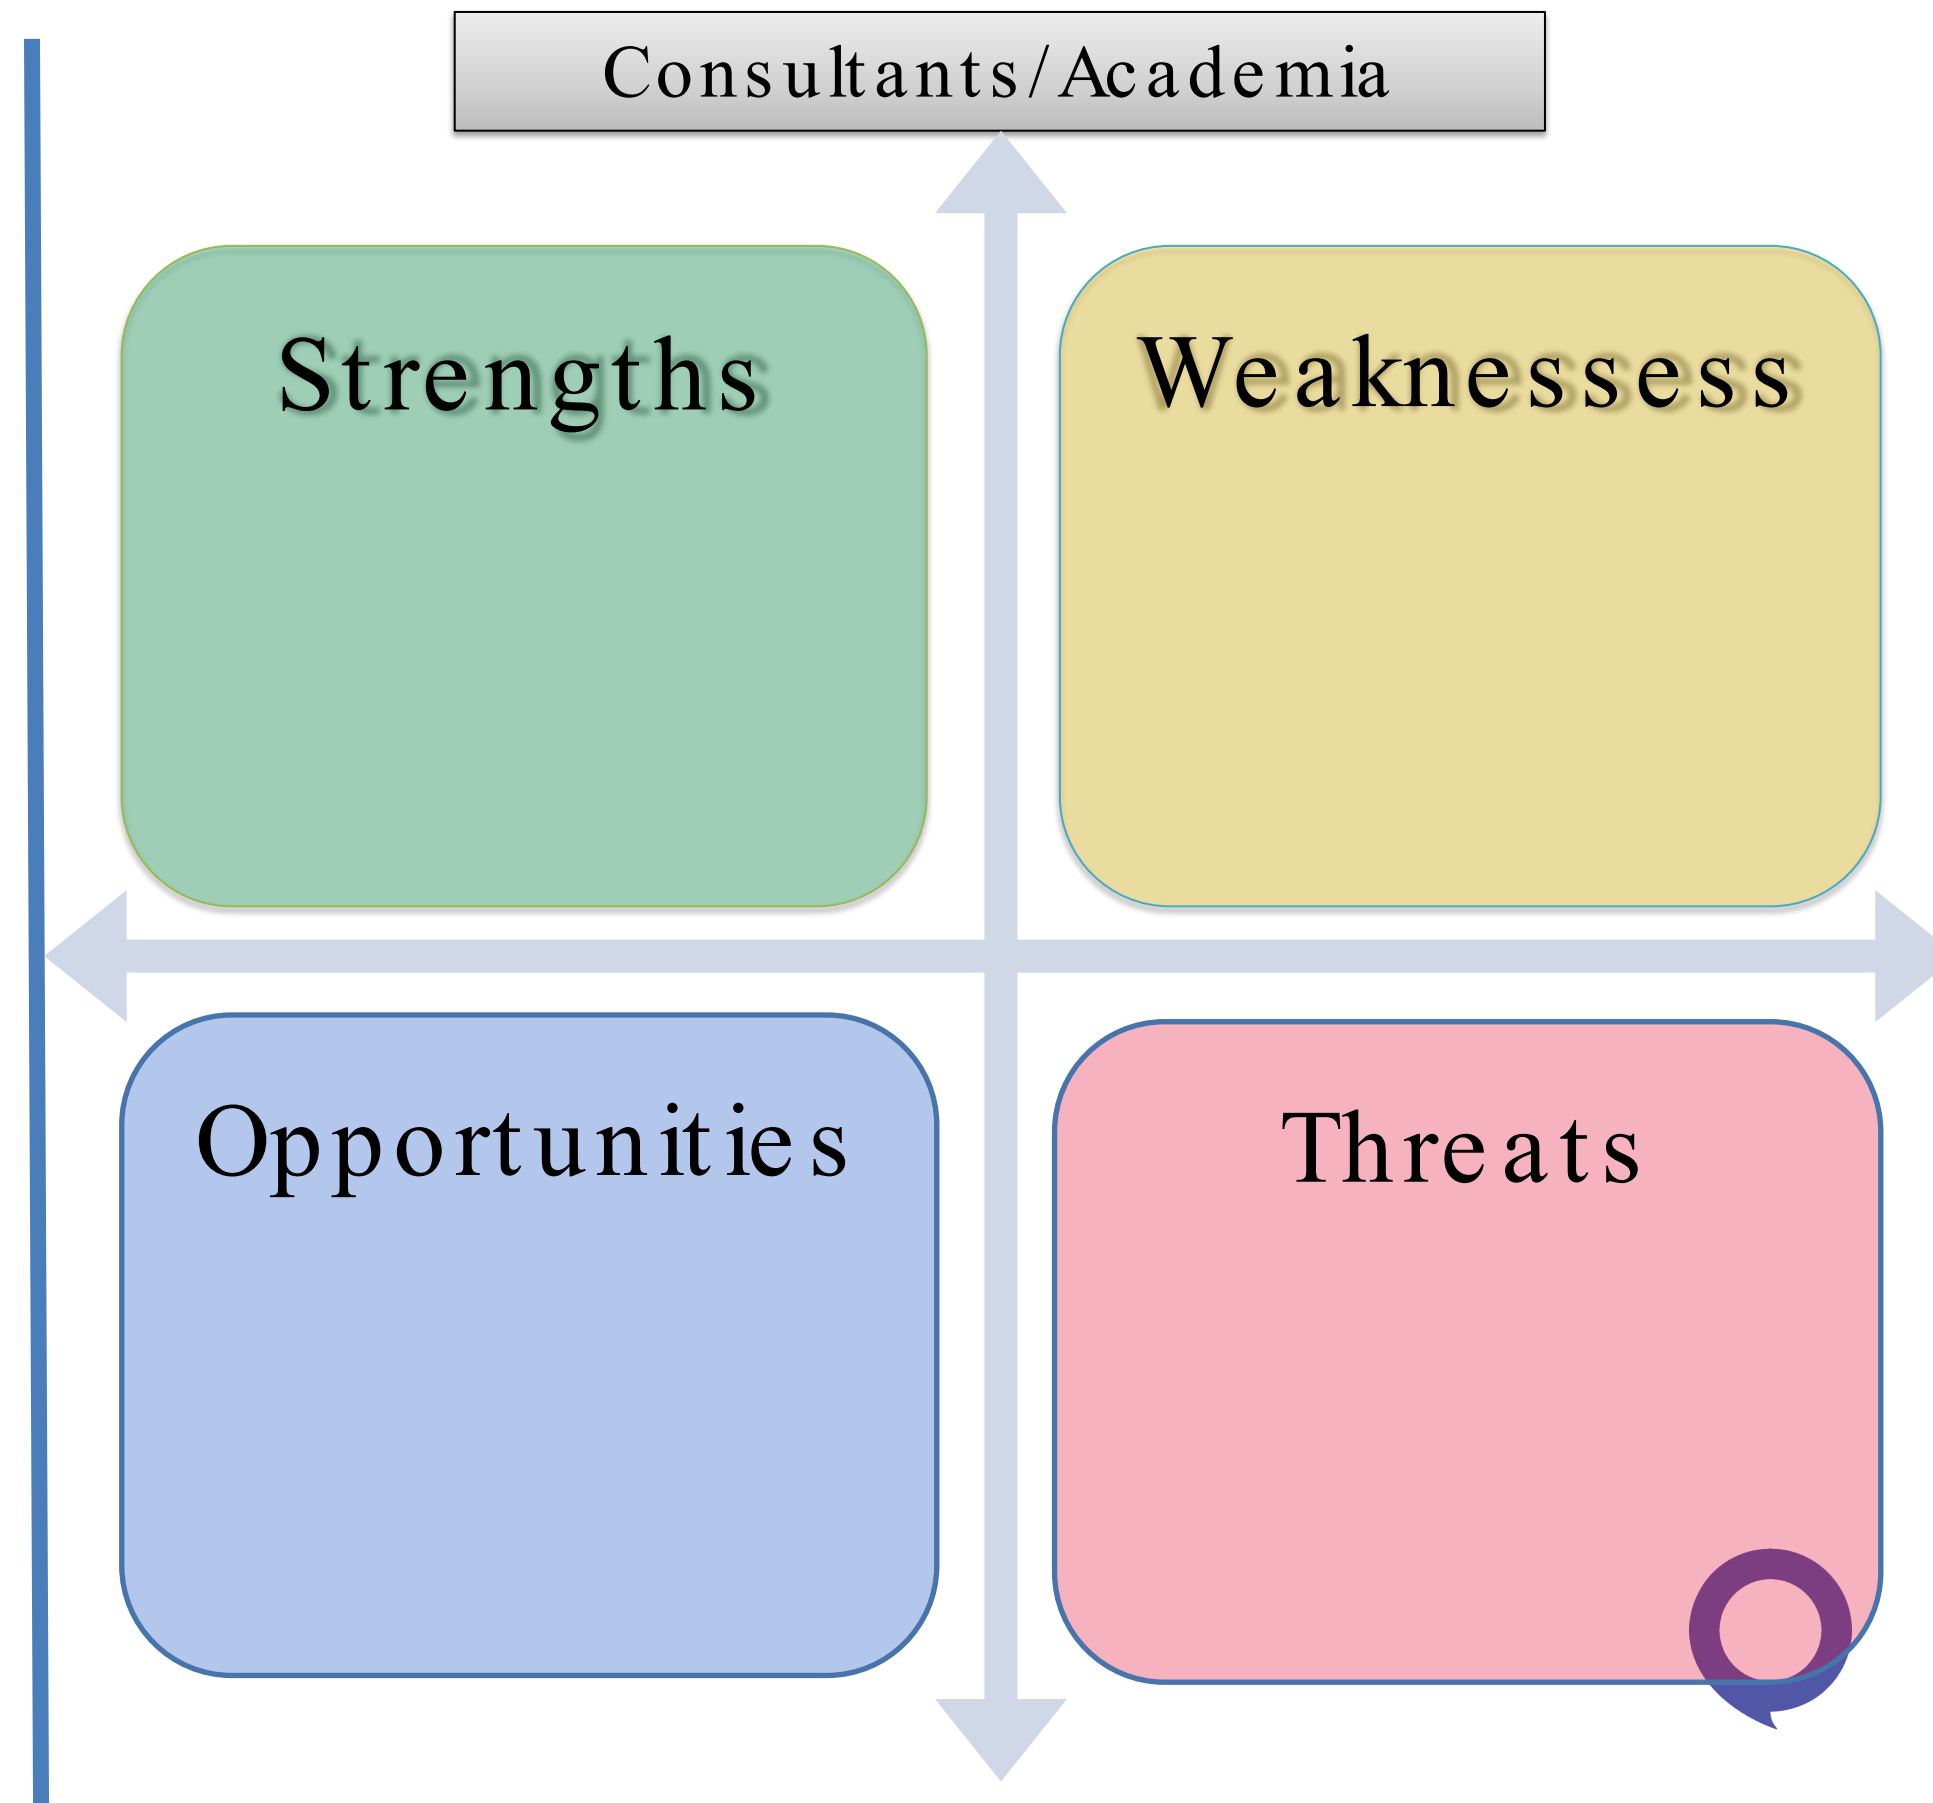 Consultants/Academia
Strengths
Weaknessess
Opportunities
Threats